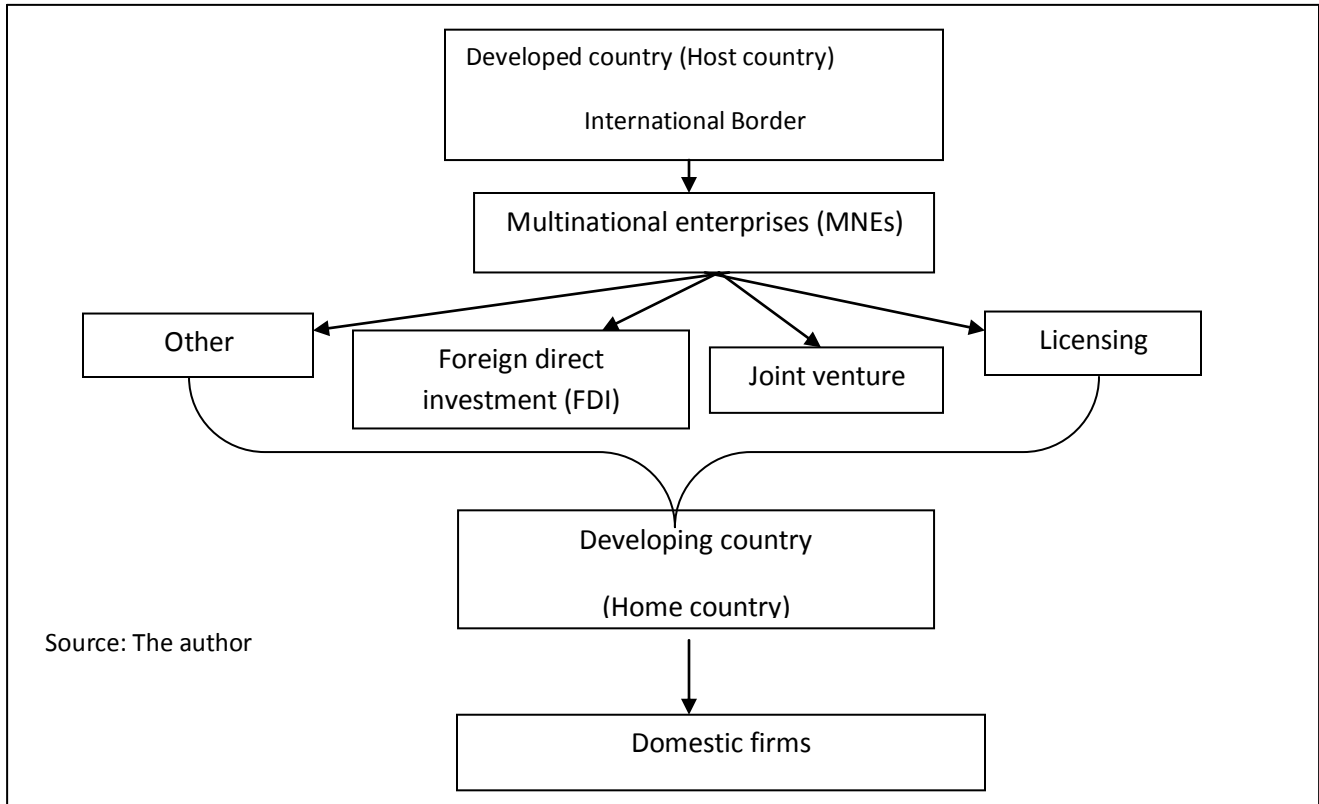 Developed country (Host country)
International Border
Multinational enterprises (MNEs)
Other
Foreign direct
investment (FDI)
Joint venture
Licensing
Developing country
(Home country)
Source: The author
Domestic firms